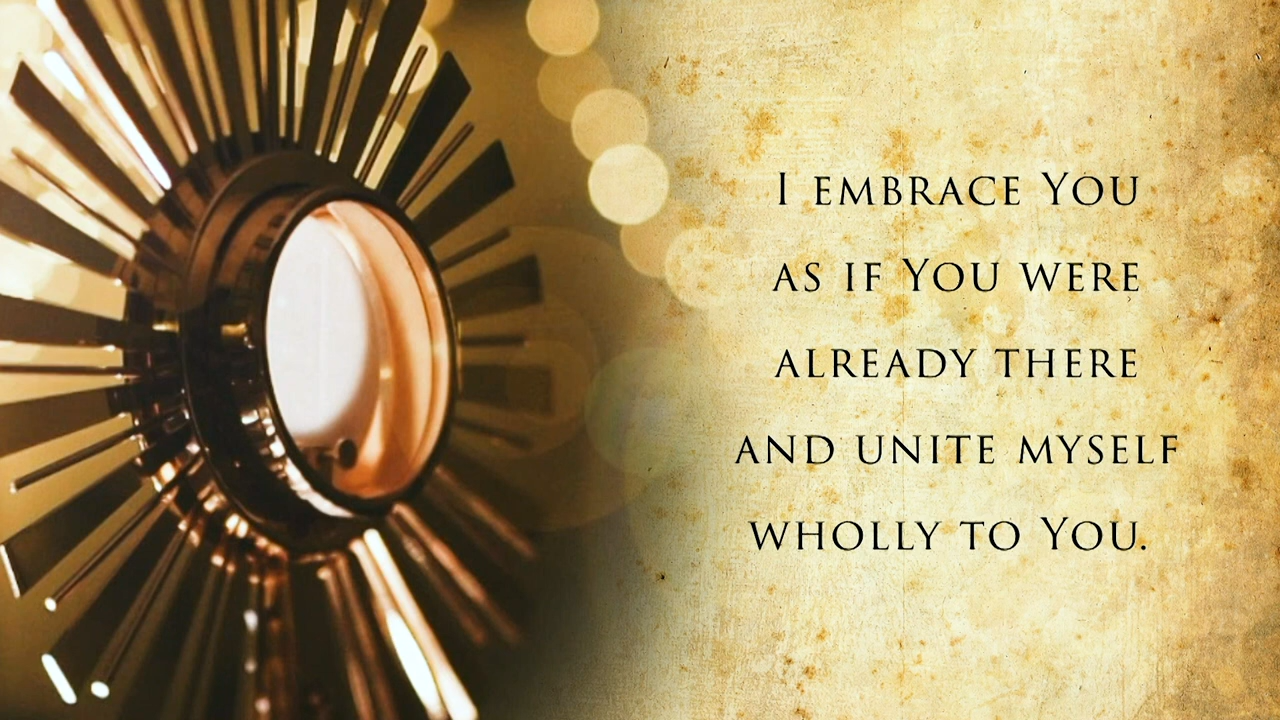 I EMBRACE YOU
AS IF YOU WERE
ALREADY THERE
AND UNITE MYSELF
WHOLLY TO YOU.